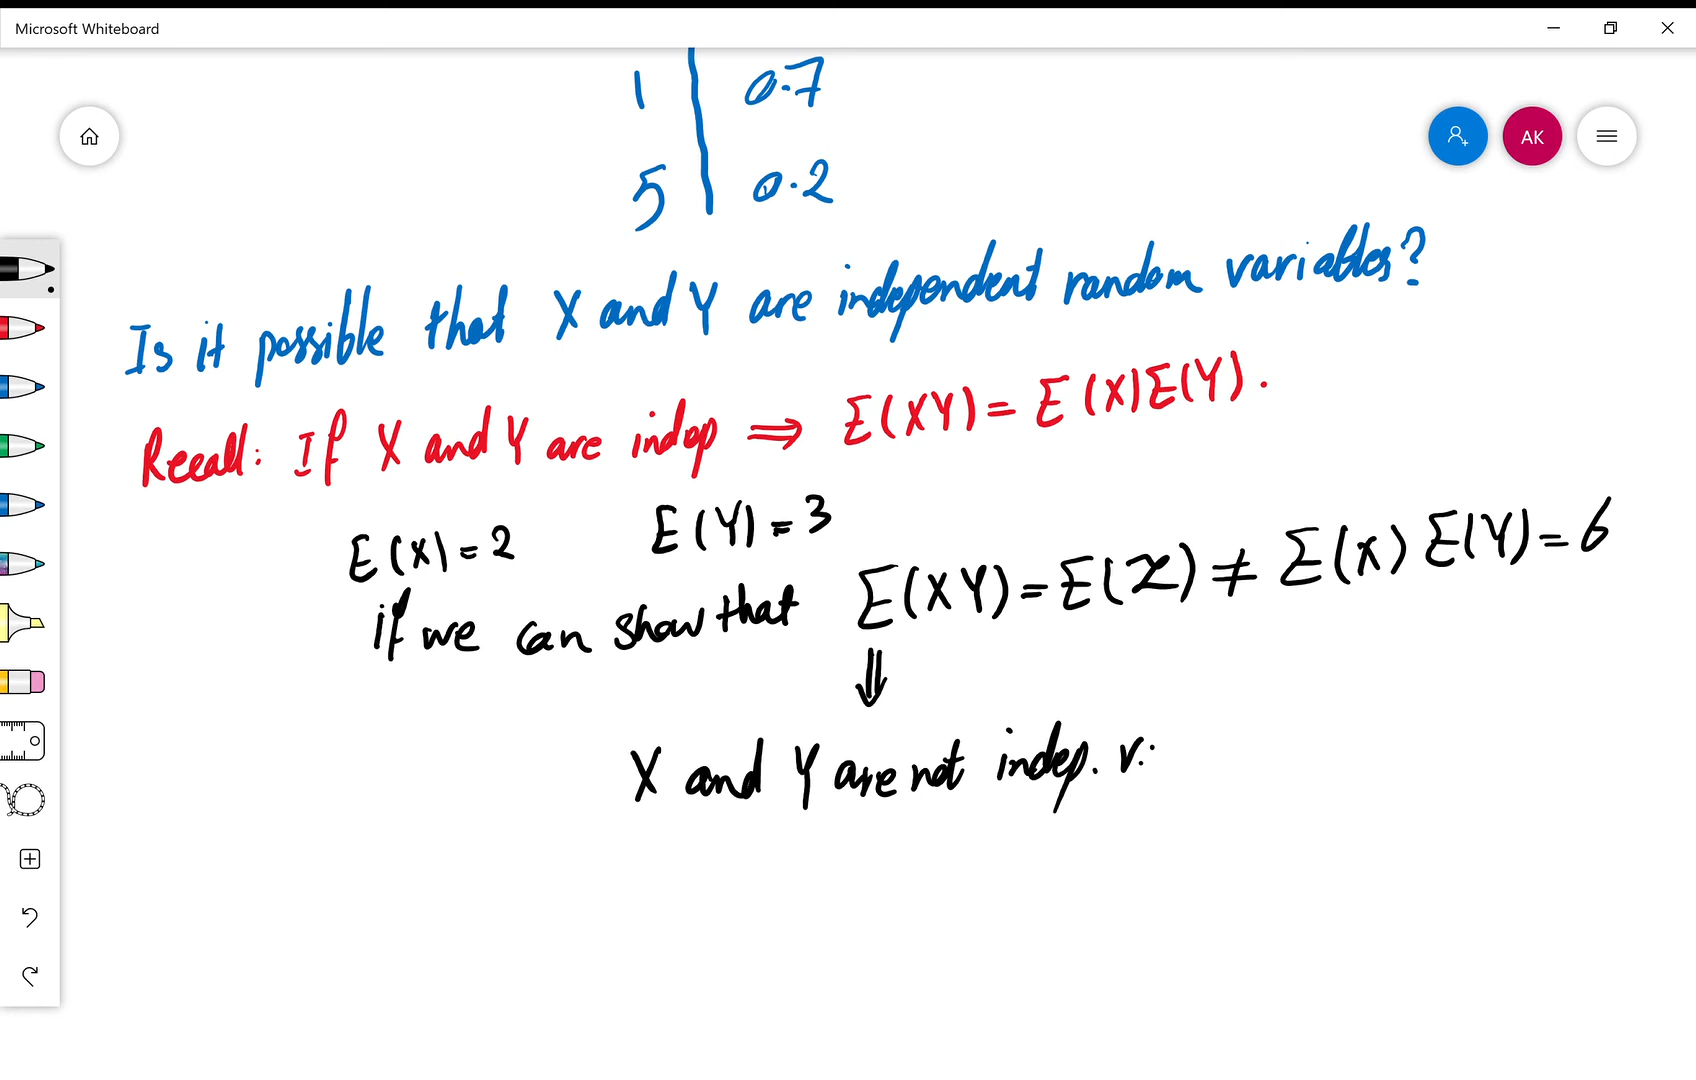 Microsoft Whiteboard
1 | 0.7
AK
5 | 0.2
Is it possible that X and Y are independent random variables?
Recall: If X and Y are indep ⇒ E(XY) = E(X)E(Y).
E(X) = 2 E(Y) = 3
if we can show that E(XY) = E(Z) ≠ E(X) E(Y) = 6
⇓
X and Y are not indep. r.